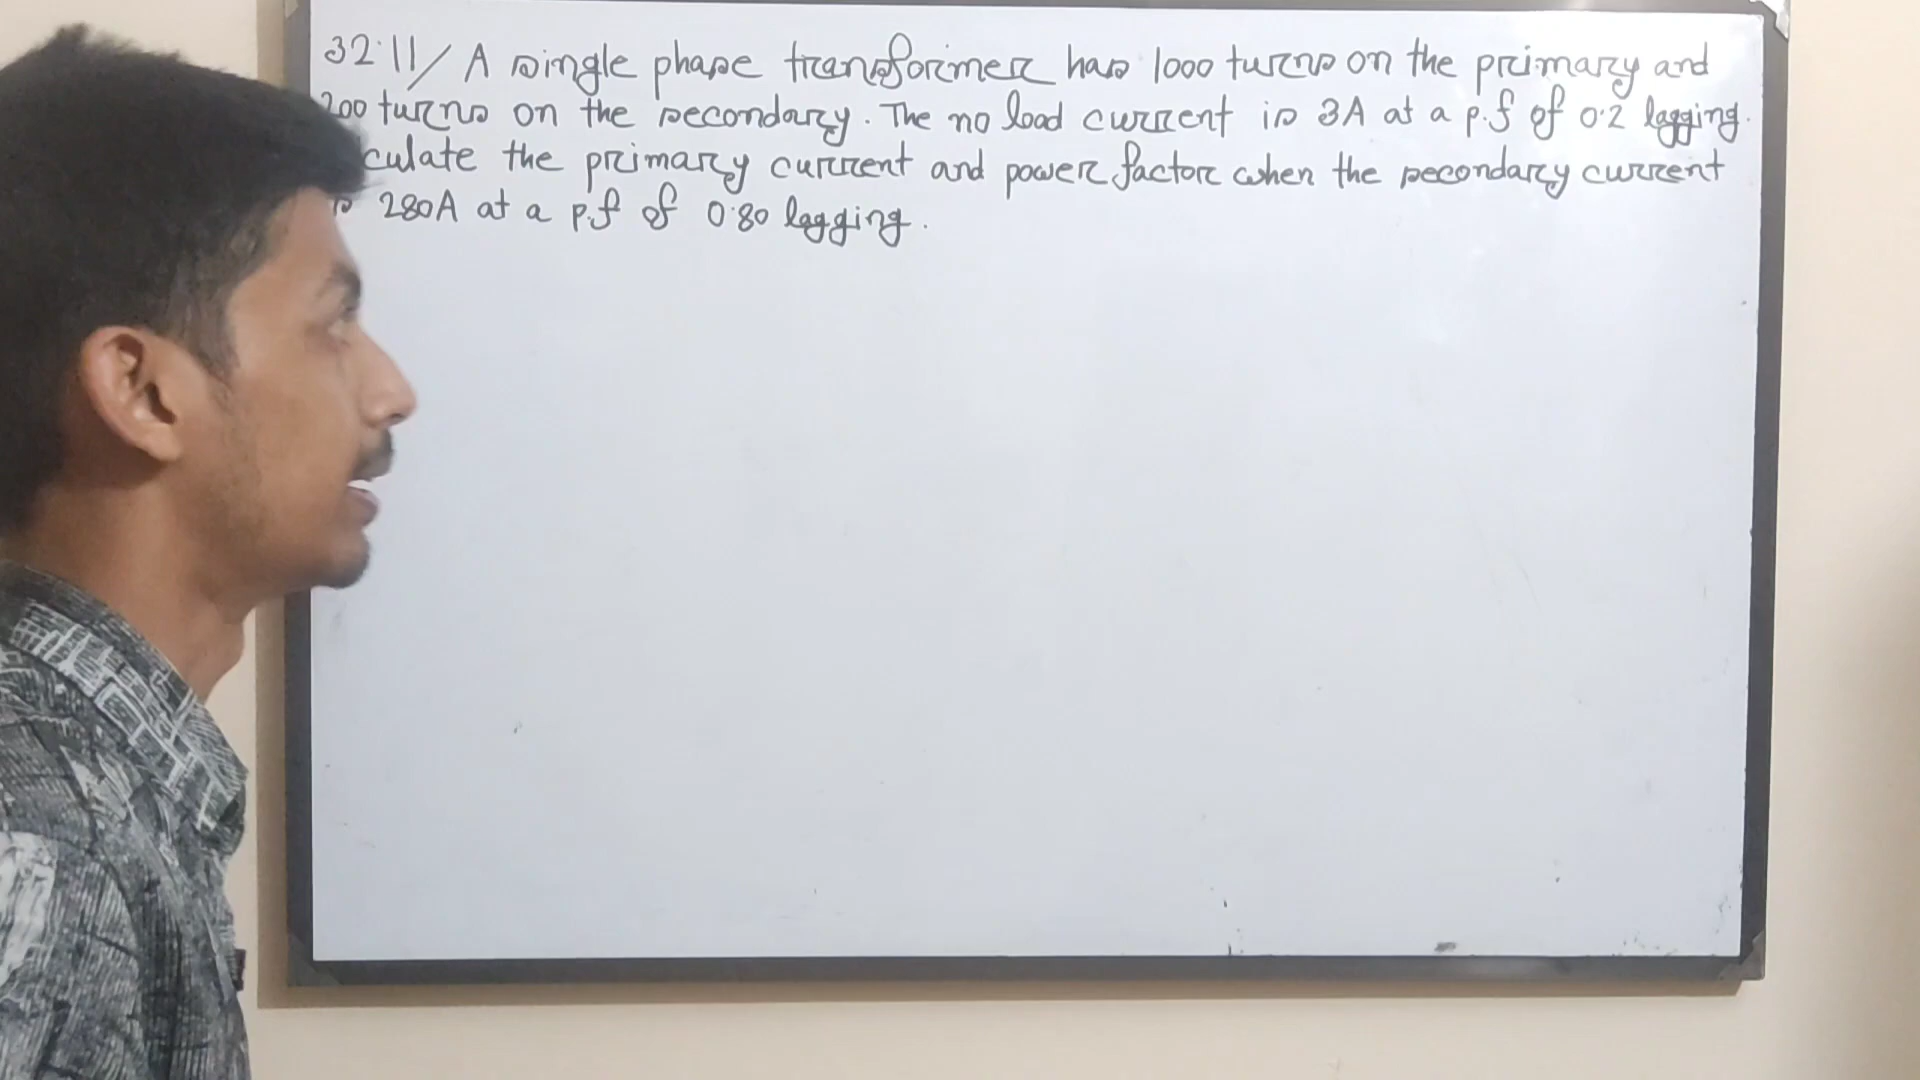 32.11/ A single phase transformer has 1000 turns on the primary and
200 turns on the secondary. The no load current is 3A at a p.f of 0.2 lagging.
culate the primary current and power factor when the secondary current
280A at a p.f of 0.80 lagging.